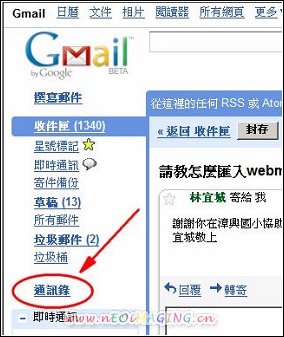 Gmail 日曆 文件 相片 閱讀器 所有網頁 更多
Gmail
by Google BETA
撰寫郵件
從這裡的任何 RSS 或 Ato
收件匣 (1340)
« 返回 收件匣 封存
星號標記
即時通訊
請教怎麼匯入webm
寄件備份
草稿 (13)
林宜城 寄給 我
所有郵件
謝謝你在漳興國小協助
垃圾郵件 (2)
宜城敬上
垃圾桶
通訊錄
回覆 轉寄
− 即時通訊
www.nEOiMAGING.cn